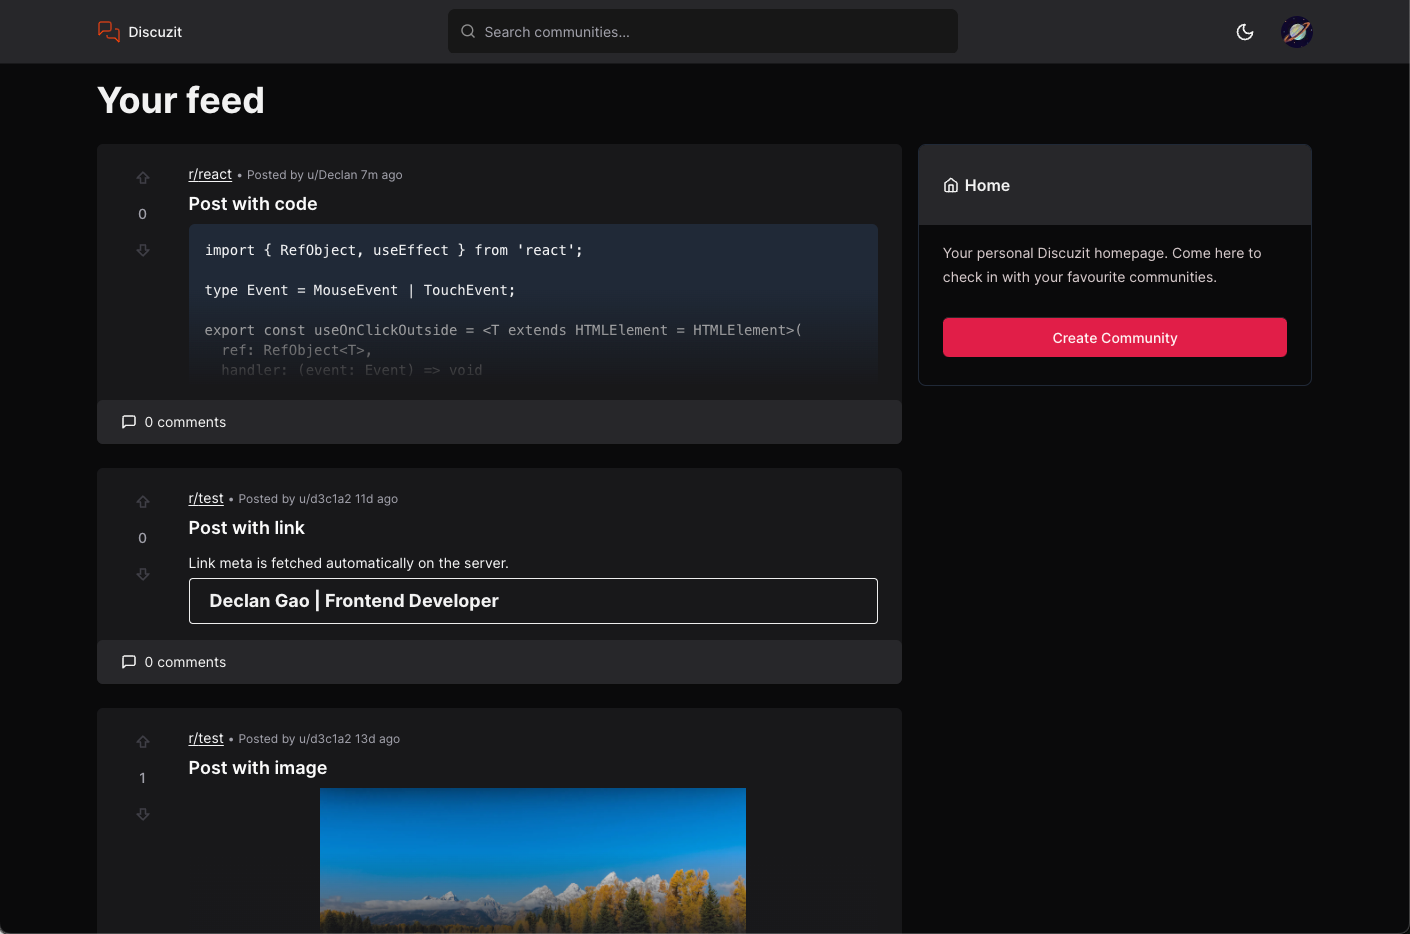 Discuzit
Search communities...
Your feed
r/react • Posted by u/Declan 7m ago
0
Post with code
import { RefObject, useEffect } from 'react';
type Event = MouseEvent | TouchEvent;
export const useOnClickOutside = <T extends HTMLElement = HTMLElement>(
  ref: RefObject<T>,
  handler: (event: Event) => void
0 comments
r/test • Posted by u/d3c1a2 11d ago
0
Post with link
Link meta is fetched automatically on the server.
Declan Gao | Frontend Developer
0 comments
r/test • Posted by u/d3c1a2 13d ago
1
Post with image
Home
Your personal Discuzit homepage. Come here to
check in with your favourite communities.
Create Community